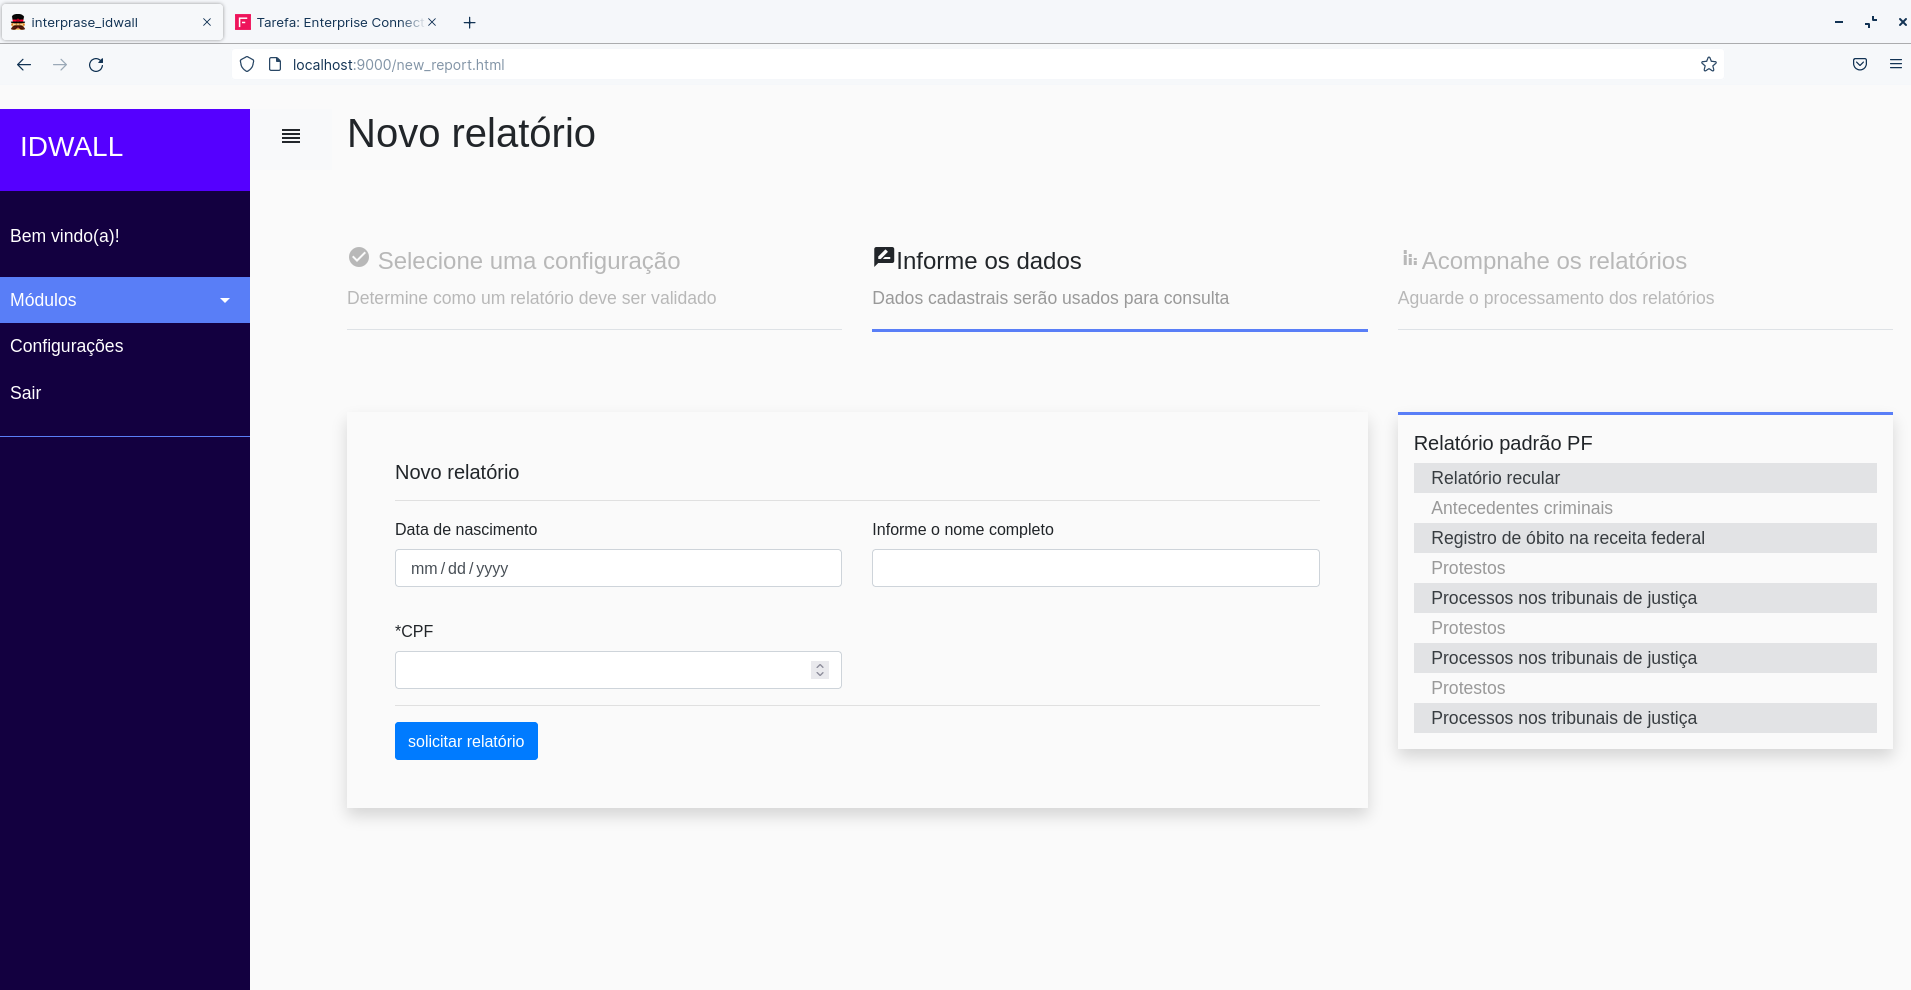 interprase_idwall
Tarefa: Enterprise Connect
localhost:9000/new_report.html
IDWALL
Novo relatório
Bem vindo(a)!
Módulos
Configurações
Sair
Selecione uma configuração
Determine como um relatório deve ser validado
Informe os dados
Dados cadastrais serão usados para consulta
Acompnahe os relatórios
Aguarde o processamento dos relatórios
Novo relatório
Data de nascimento
mm / dd / yyyy
Informe o nome completo
*CPF
solicitar relatório
Relatório padrão PF
Relatório recular
Antecedentes criminais
Registro de óbito na receita federal
Protestos
Processos nos tribunais de justiça
Protestos
Processos nos tribunais de justiça
Protestos
Processos nos tribunais de justiça